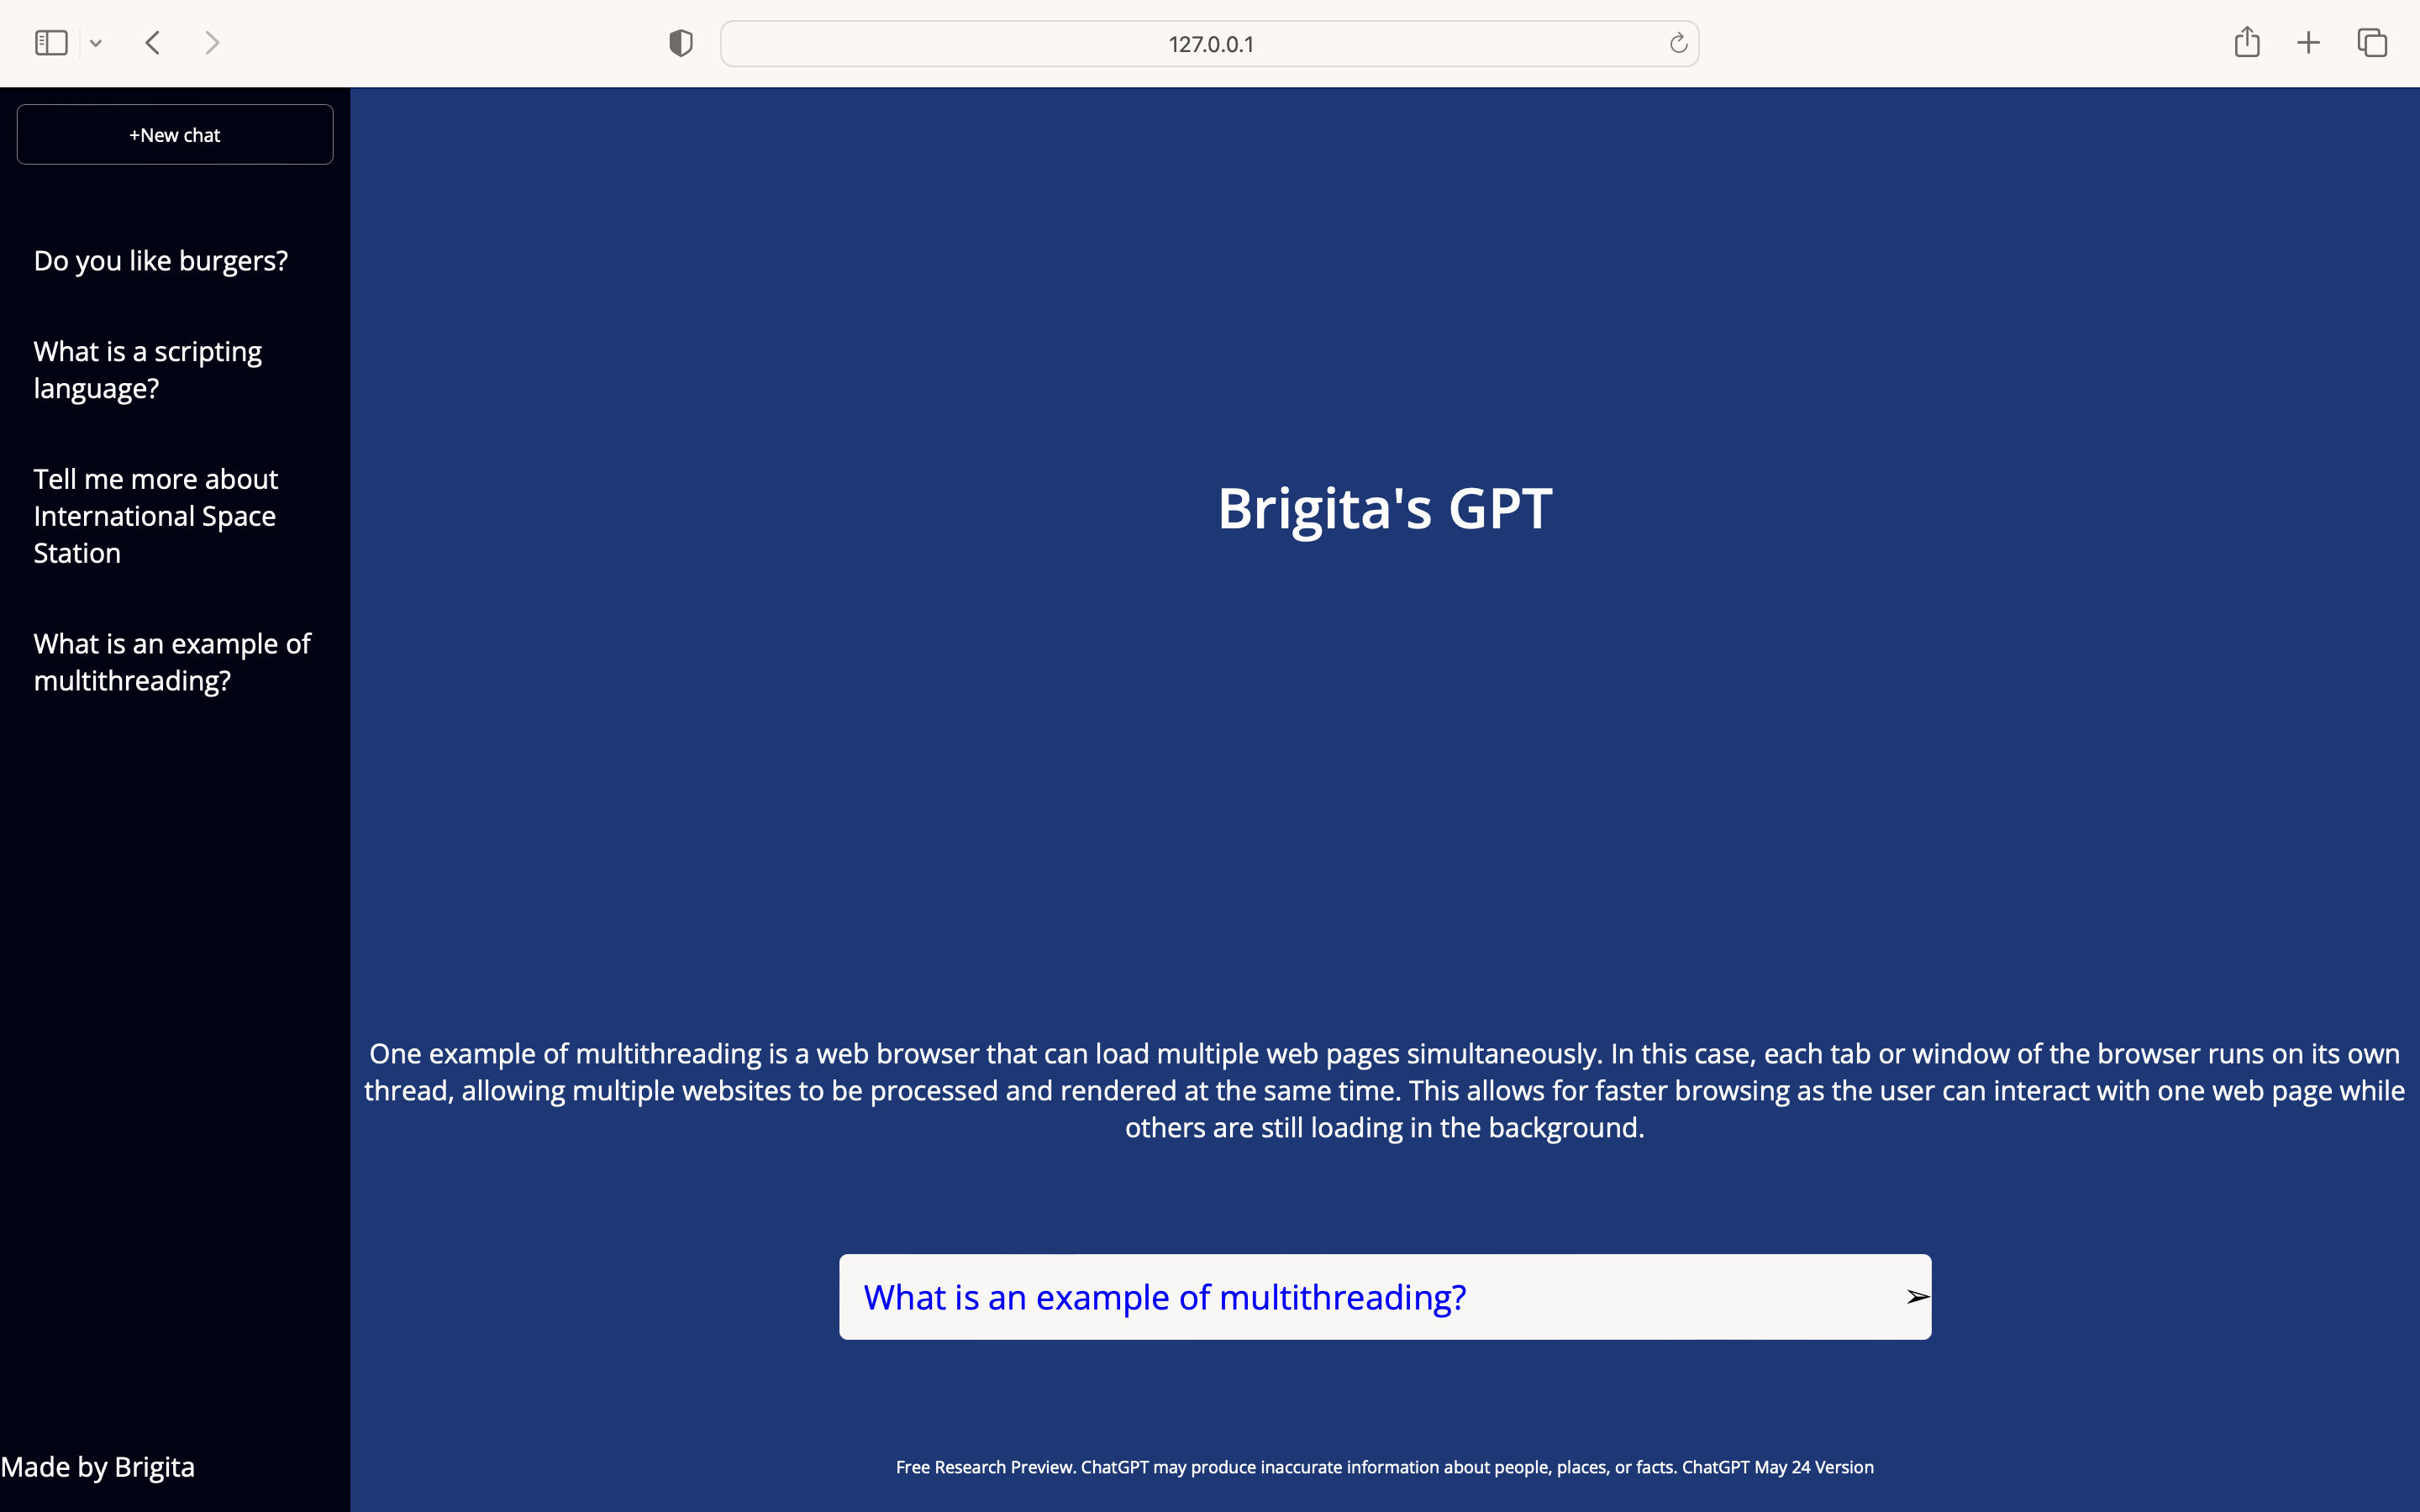 127.0.0.1
+New chat
Do you like burgers?
What is a scripting
language?
Tell me more about
International Space
Station
What is an example of
multithreading?
Made by Brigita
Brigita's GPT
One example of multithreading is a web browser that can load multiple web pages simultaneously. In this case, each tab or window of the browser runs on its own
thread, allowing multiple websites to be processed and rendered at the same time. This allows for faster browsing as the user can interact with one web page while
others are still loading in the background.
What is an example of multithreading?
Free Research Preview. ChatGPT may produce inaccurate information about people, places, or facts. ChatGPT May 24 Version